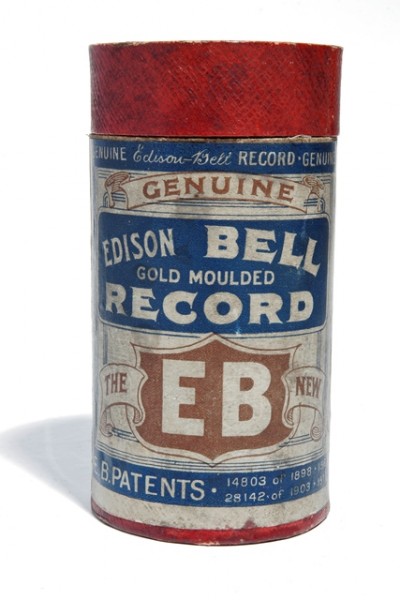 GENUINE Edison-Bell RECORD · GENUINE
GENUINE
EDISON BELL
GOLD MOULDED
RECORD
THE EB NEW
E.B. PATENTS · 14803 of 1898
28142 · of 1903